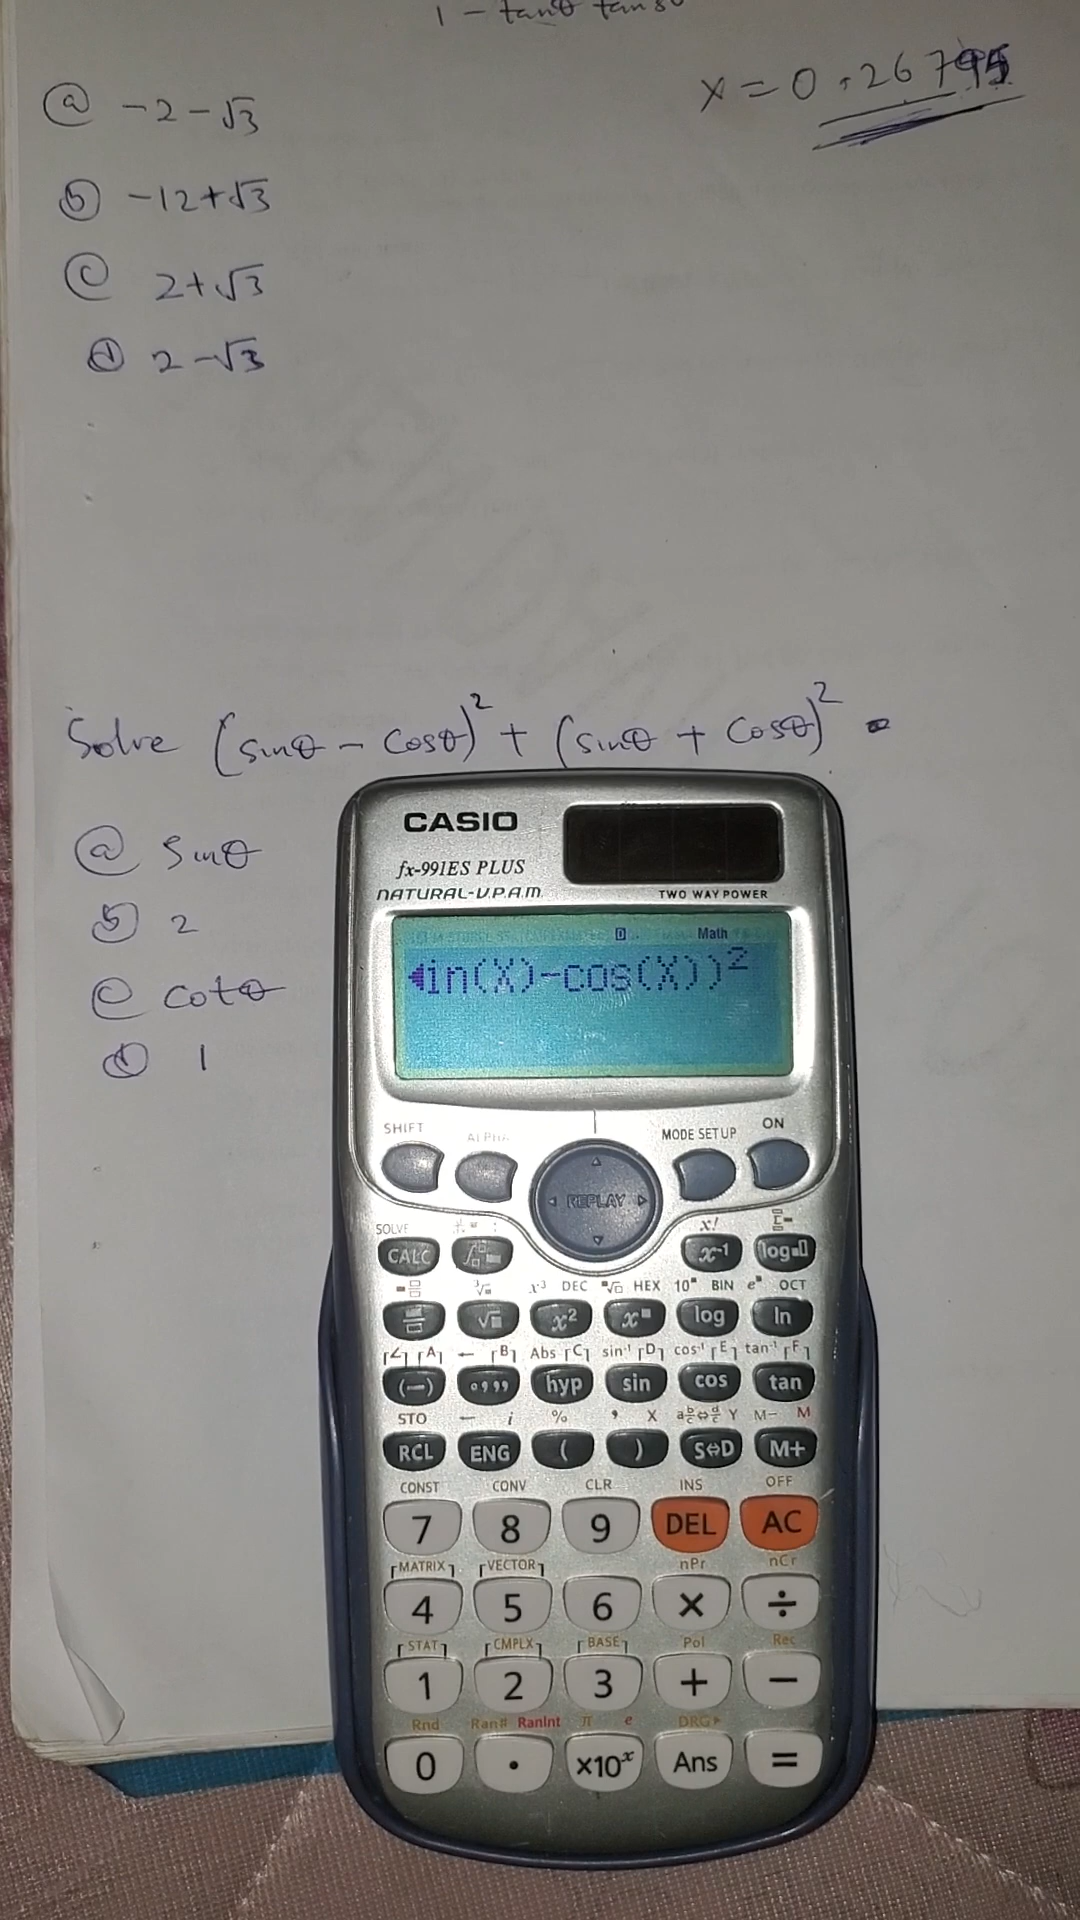 1 - tanθ tan30
x = 0.26795
ⓐ -2-√3
ⓑ -12+√3
ⓒ 2+√3
ⓓ 2-√3
Solve (sinθ - cosθ)² + (sinθ + cosθ)² =
ⓐ sinθ
ⓑ 2
ⓒ cotθ
ⓓ 1
CASIO
fx-991ES PLUS
NATURAL-V.P.A.M.
TWO WAY POWER
D Math
◀in(X)-cos(X))²
SHIFT ALPHA MODE SETUP ON
REPLAY
SOLVE x!
CALC x⁻¹ log
x³ DEC HEX 10■ BIN e■ OCT
√■ x² x■ log ln
∠ A ← B Abs C sin⁻¹ D cos⁻¹ E tan⁻¹ F
(−) °'" hyp sin cos tan
STO ← i % , X a b/c⇔d/c Y M− M
RCL ENG ( ) S⇔D M+
CONST CONV CLR INS OFF
7 8 9 DEL AC
MATRIX VECTOR nPr nCr
4 5 6 × ÷
STAT CMPLX BASE Pol Rec
1 2 3 + −
Rnd Ran# RanInt π e DRG▶
0 . ×10ˣ Ans =